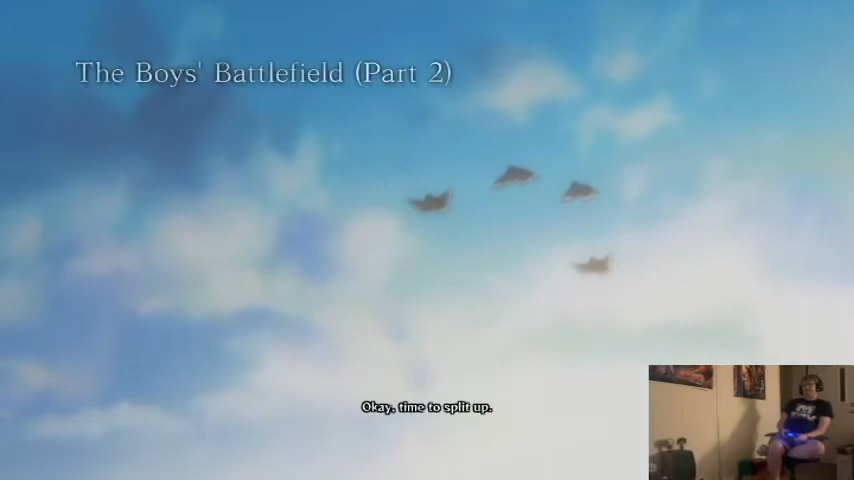 The Boys' Battlefield (Part 2)
Okay, time to split up.